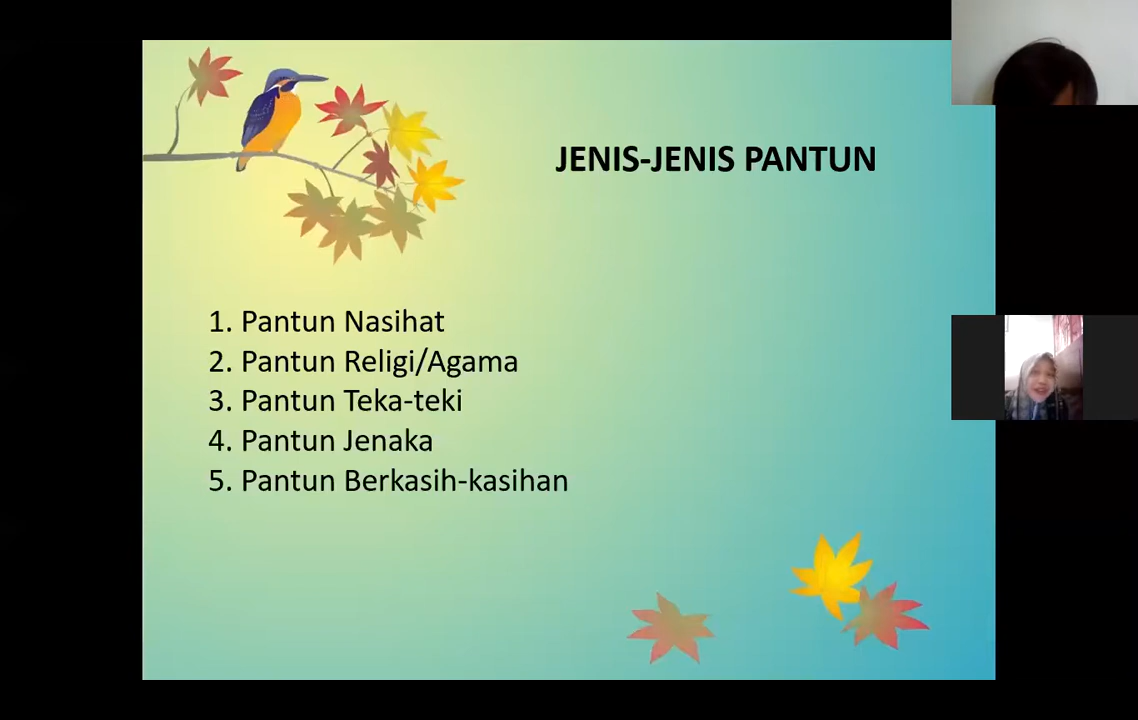 JENIS-JENIS PANTUN
1. Pantun Nasihat
2. Pantun Religi/Agama
3. Pantun Teka-teki
4. Pantun Jenaka
5. Pantun Berkasih-kasihan